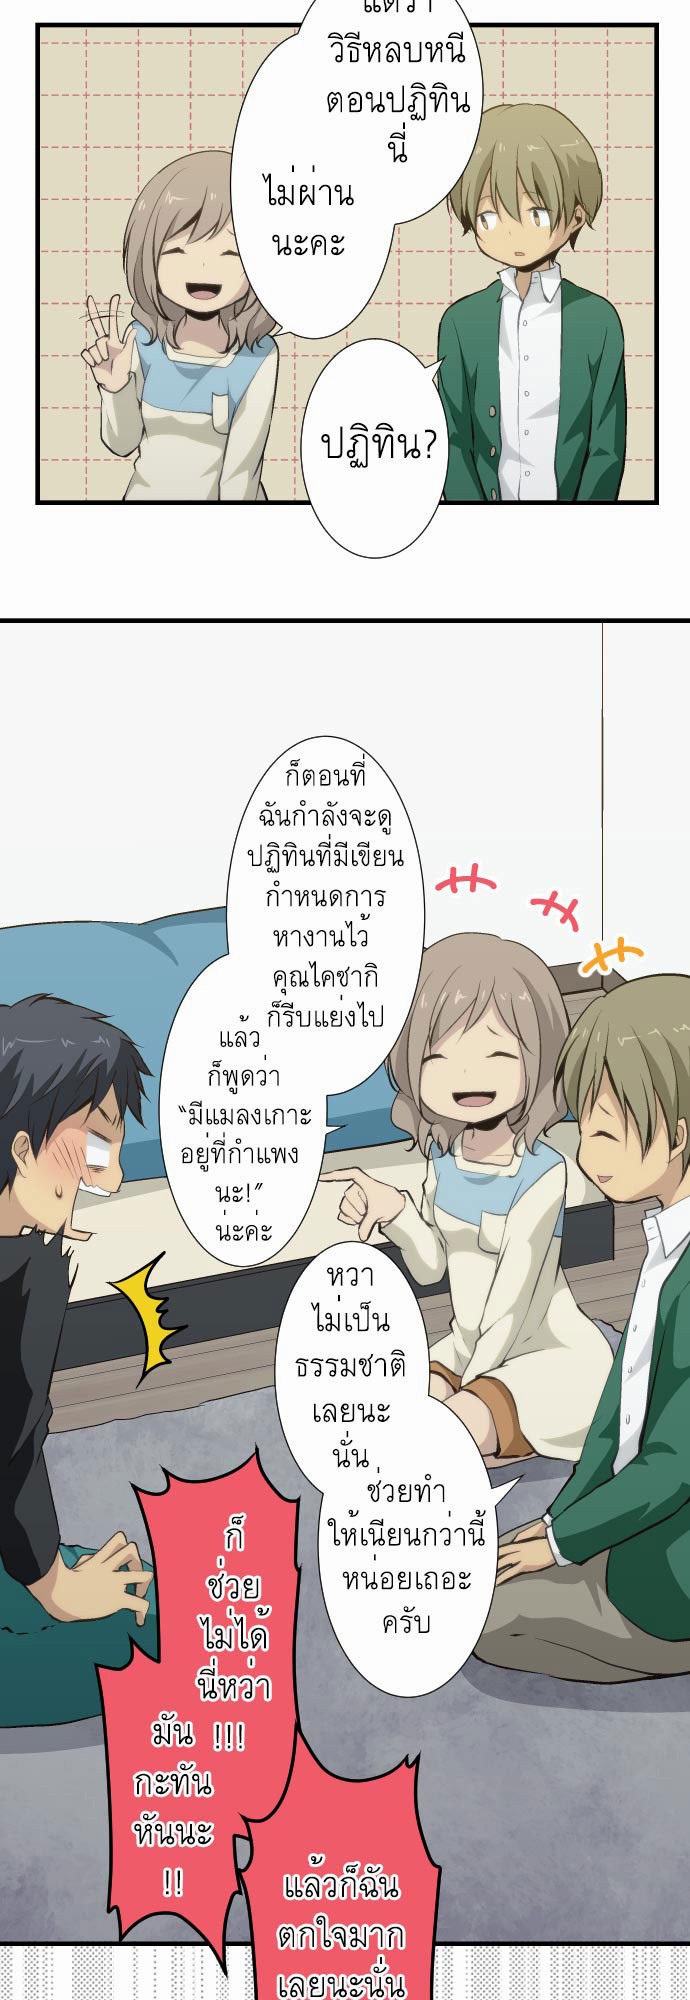 แต่ว่า
วิธีหลบหนี
ตอนปฏิทิน
นี่
ไม่ผ่าน
นะคะ
ปฏิทิน?
ก็ตอนที่
ฉันกำลังจะดู
ปฏิทินที่มีเขียน
กำหนดการ
หางานไว้
คุณไคซากิ
ก็รีบแย่งไป
แล้ว
ก็พูดว่า
“มีแมลงเกาะ
อยู่ที่กำแพง
นะ!”
น่ะค่ะ
หวา
ไม่เป็น
ธรรมชาติ
เลยนะ
นั่น
ช่วยทำ
ให้เนียนกว่านี้
หน่อยเถอะ
ครับ
ก็
ช่วย
ไม่ได้
นี่หว่า
!!!
มัน
กะทัน
หันนะ
!!
แล้วก็ฉัน
ตกใจมาก
เลยนะนั่น